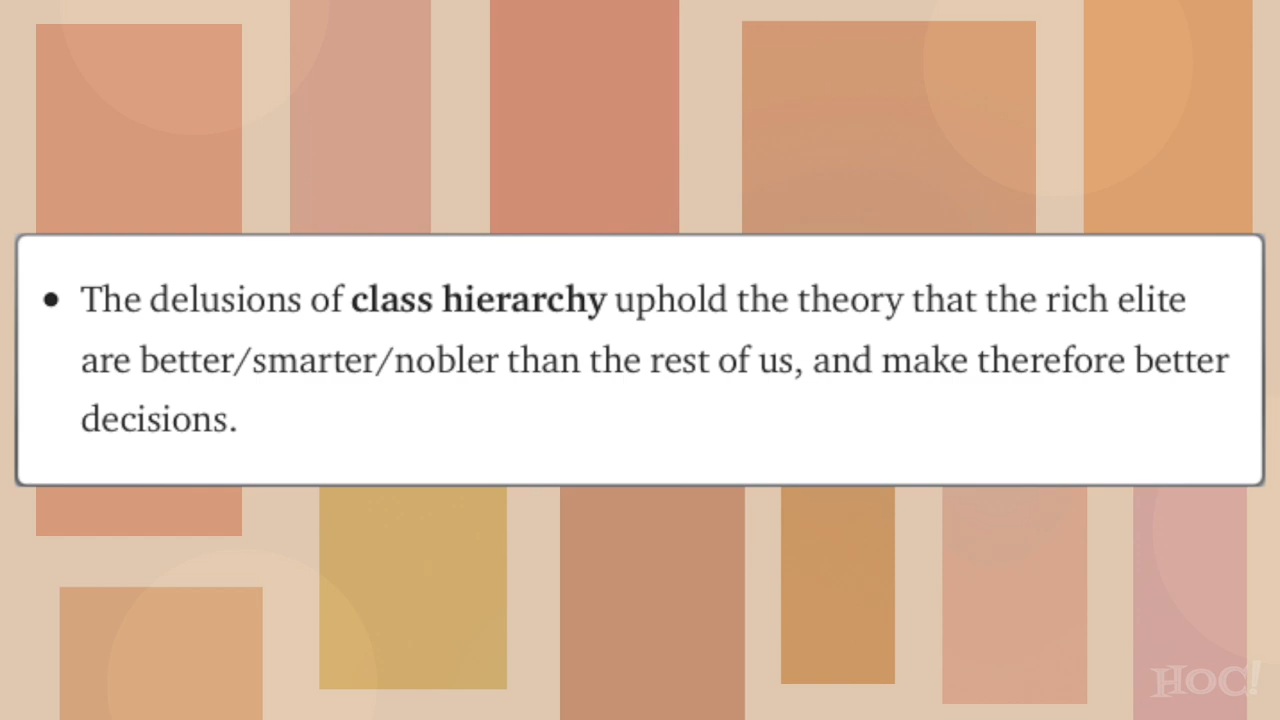 • The delusions of class hierarchy uphold the theory that the rich elite
are better/smarter/nobler than the rest of us, and make therefore better
decisions.
HOC!